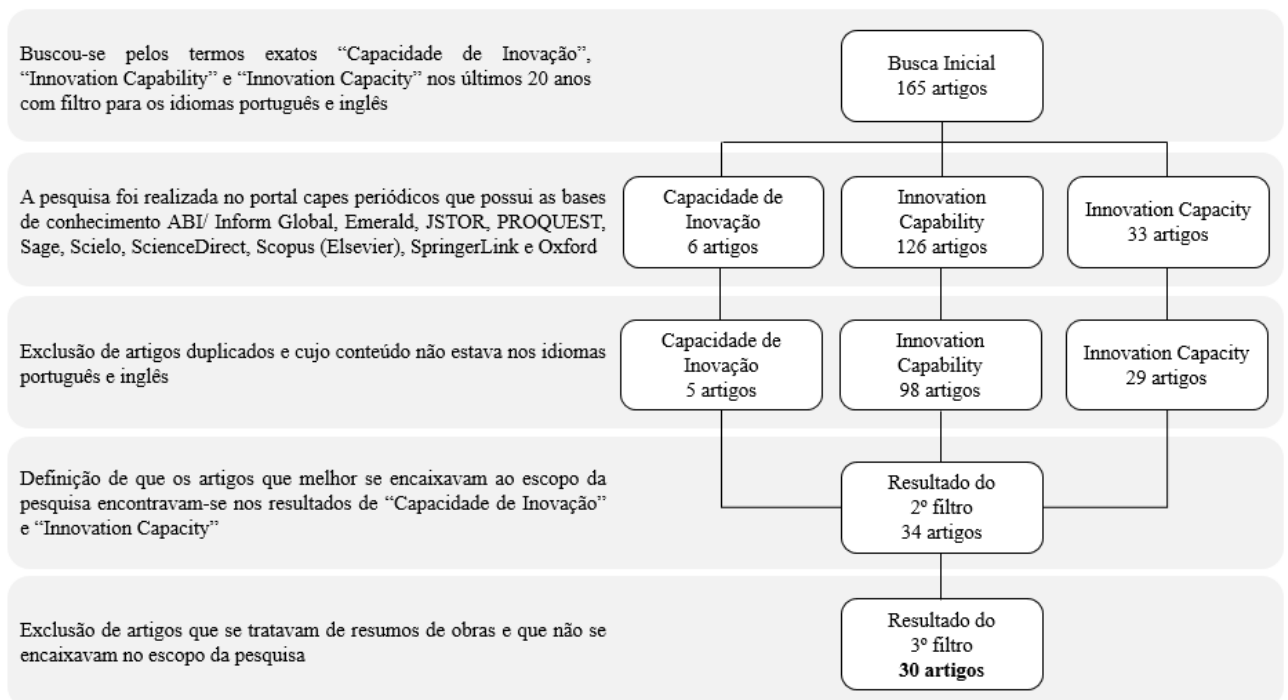 Buscou-se pelos termos exatos “Capacidade de Inovação”,
“Innovation Capability” e “Innovation Capacity” nos últimos 20 anos
com filtro para os idiomas português e inglês
Busca Inicial
165 artigos
A pesquisa foi realizada no portal capes periódicos que possui as bases
de conhecimento ABI/ Inform Global, Emerald, JSTOR, PROQUEST,
Sage, Scielo, ScienceDirect, Scopus (Elsevier), SpringerLink e Oxford
Capacidade de
Inovação
6 artigos
Innovation
Capability
126 artigos
Innovation Capacity
33 artigos
Exclusão de artigos duplicados e cujo conteúdo não estava nos idiomas
português e inglês
Capacidade de
Inovação
5 artigos
Innovation
Capability
98 artigos
Innovation Capacity
29 artigos
Definição de que os artigos que melhor se encaixavam ao escopo da
pesquisa encontravam-se nos resultados de “Capacidade de Inovação”
e “Innovation Capacity”
Resultado do
2º filtro
34 artigos
Exclusão de artigos que se tratavam de resumos de obras e que não se
encaixavam no escopo da pesquisa
Resultado do
3º filtro
30 artigos